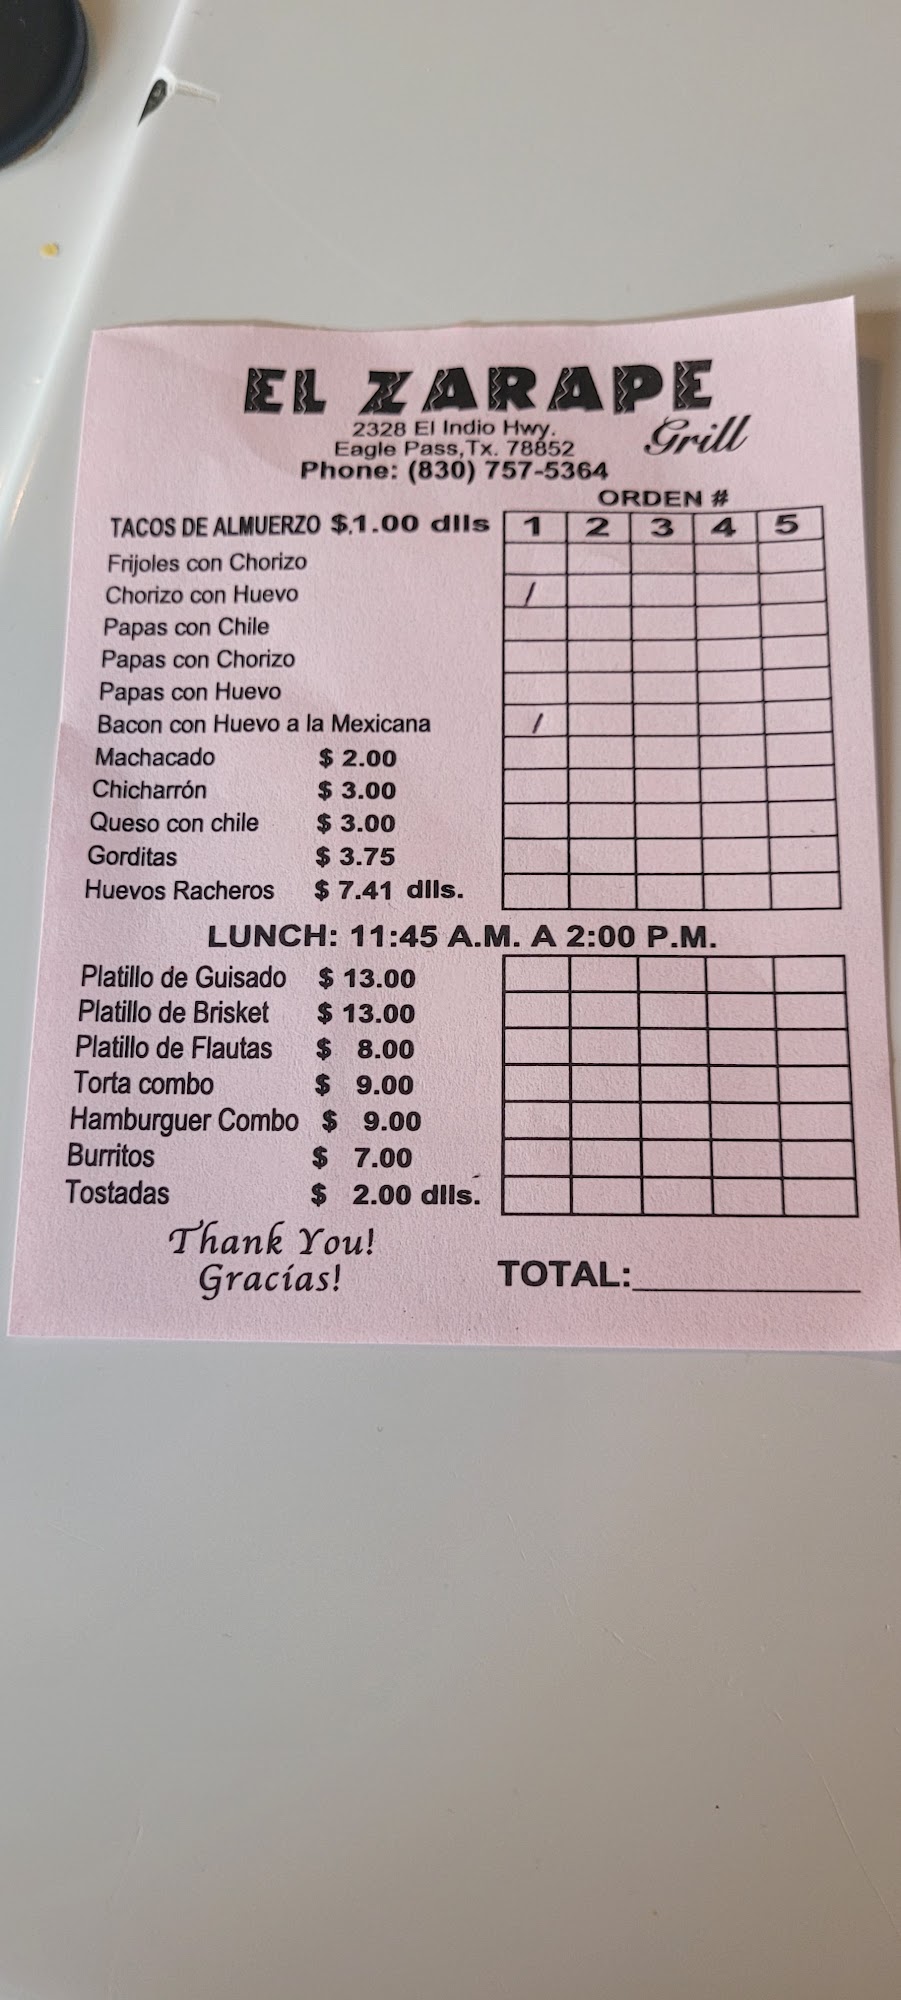 EL ZARAPE
Grill
2328 El Indio Hwy.
Eagle Pass,Tx. 78852
Phone: (830) 757-5364
ORDEN #
TACOS DE ALMUERZO $.1.00 dlls 1 2 3 4 5
Frijoles con Chorizo
Chorizo con Huevo /
Papas con Chile
Papas con Chorizo
Papas con Huevo
Bacon con Huevo a la Mexicana /
Machacado $ 2.00
Chicharrón $ 3.00
Queso con chile $ 3.00
Gorditas $ 3.75
Huevos Racheros $ 7.41 dlls.
LUNCH: 11:45 A.M. A 2:00 P.M.
Platillo de Guisado $ 13.00
Platillo de Brisket $ 13.00
Platillo de Flautas $ 8.00
Torta combo $ 9.00
Hamburguer Combo $ 9.00
Burritos $ 7.00
Tostadas $ 2.00 dlls.
Thank You!
Gracías!
TOTAL: